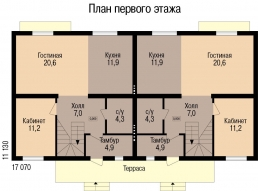 План первого этажа
Гостиная
20,6
Кухня
11,9
Кухня
11,9
Гостиная
20,6
Кабинет
11,2
Холл
7,0
с/у
4,3
с/у
4,3
Холл
7,0
Кабинет
11,2
Тамбур
4,9
Тамбур
4,9
Терраса
11 130
17 070